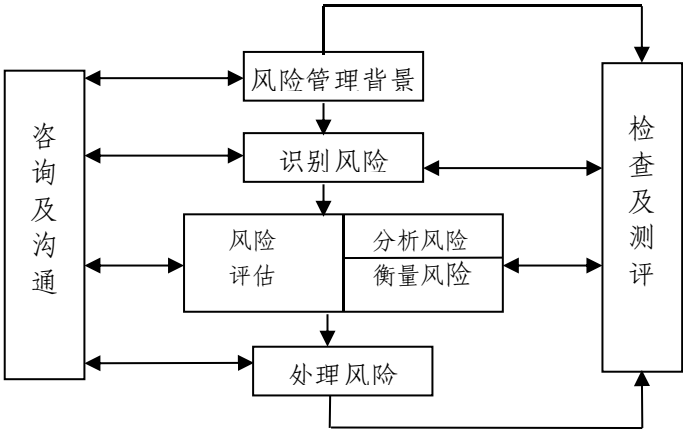 风险管理背景
咨询及沟通
检查及测评
识别风险
风险
评估
分析风险
衡量风险
处理风险